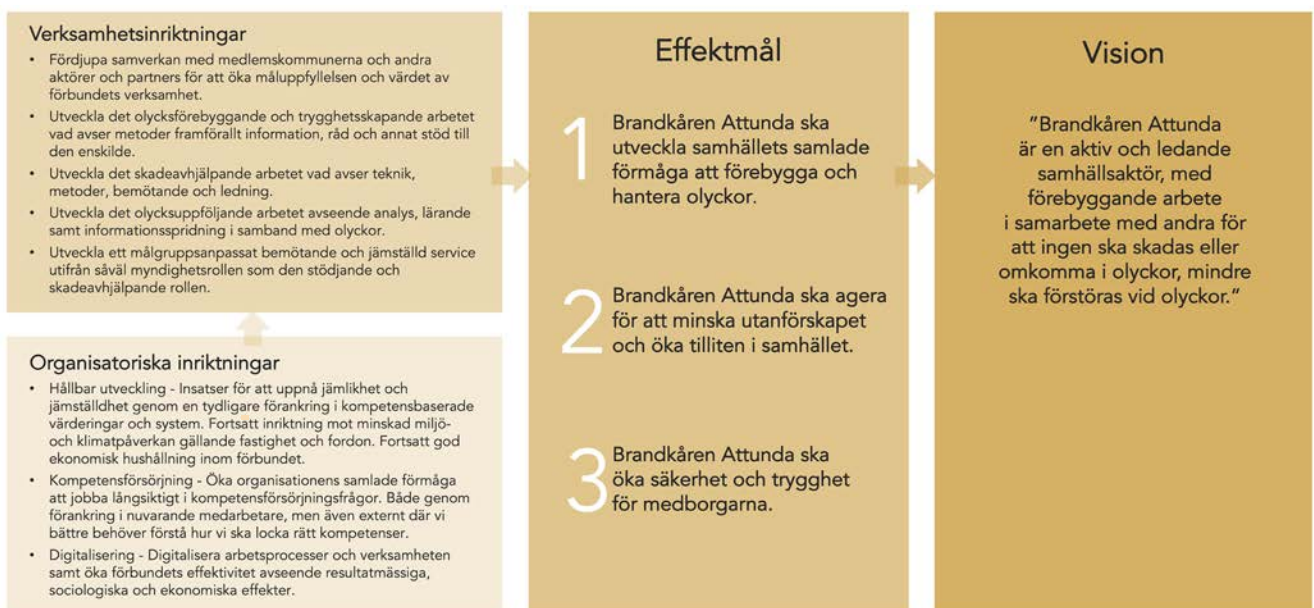 Verksamhetsinriktningar
• Fördjupa samverkan med medlemskommunerna och andra
aktörer och partners för att öka måluppfyllelsen och värdet av
förbundets verksamhet.
• Utveckla det olycksförebyggande och trygghetsskapande arbetet
vad avser metoder framförallt information, råd och annat stöd till
den enskilde.
• Utveckla det skadeavhjälpande arbetet vad avser teknik,
metoder, bemötande och ledning.
• Utveckla det olycksuppföljande arbetet avseende analys, lärande
samt informationsspridning i samband med olyckor.
• Utveckla ett målgruppsanpassat bemötande och jämställd service
utifrån såväl myndighetsrollen som den stödjande och
skadeavhjälpande rollen.
Organisatoriska inriktningar
• Hållbar utveckling - Insatser för att uppnå jämlikhet och
jämställdhet genom en tydligare förankring i kompetensbaserade
värderingar och system. Fortsatt inriktning mot minskad miljö-
och klimatpåverkan gällande fastighet och fordon. Fortsatt god
ekonomisk hushållning inom förbundet.
• Kompetensförsörjning - Öka organisationens samlade förmåga
att jobba långsiktigt i kompetensförsörjningsfrågor. Både genom
förankring i nuvarande medarbetare, men även externt där vi
bättre behöver förstå hur vi ska locka rätt kompetenser.
• Digitalisering - Digitalisera arbetsprocesser och verksamheten
samt öka förbundets effektivitet avseende resultatmässiga,
sociologiska och ekonomiska effekter.
Effektmål
1 Brandkåren Attunda ska
utveckla samhällets samlade
förmåga att förebygga och
hantera olyckor.
2 Brandkåren Attunda ska agera
för att minska utanförskapet
och öka tilliten i samhället.
3 Brandkåren Attunda ska
öka säkerhet och trygghet
för medborgarna.
Vision
"Brandkåren Attunda
är en aktiv och ledande
samhällsaktör, med
förebyggande arbete
i samarbete med andra för
att ingen ska skadas eller
omkomma i olyckor, mindre
ska förstöras vid olyckor."